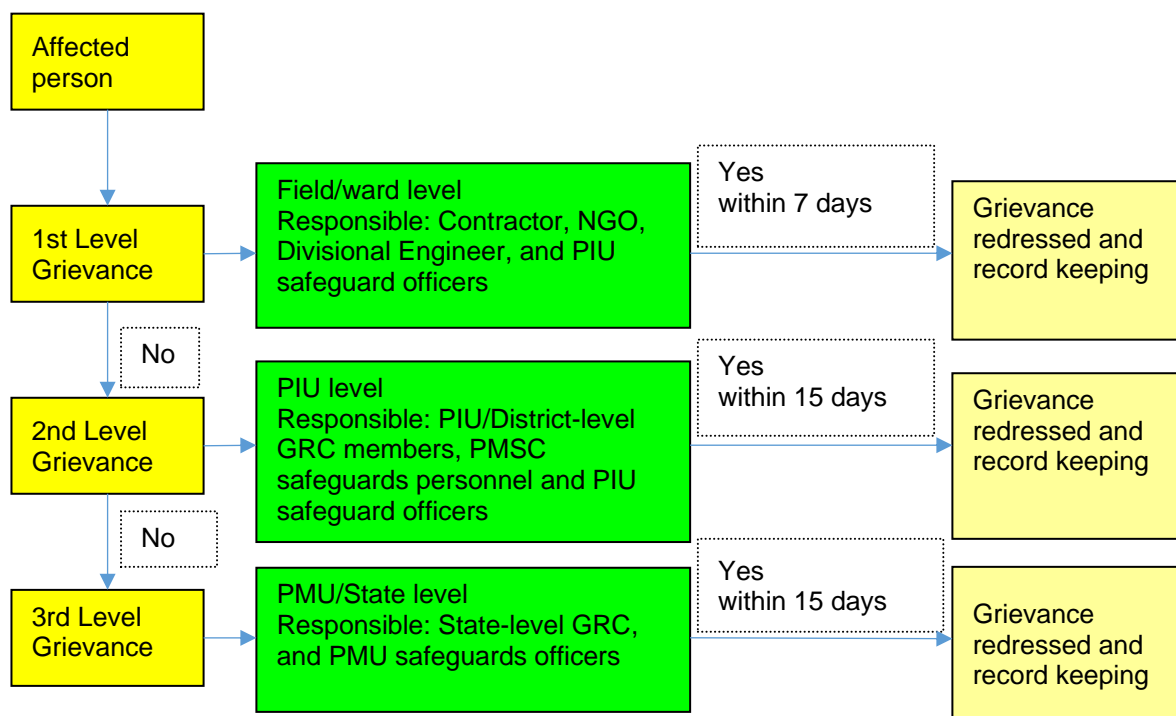 Affected
person
1st Level
Grievance
Field/ward level
Responsible: Contractor, NGO,
Divisional Engineer, and PIU
safeguard officers
Yes
within 7 days
Grievance
redressed and
record keeping
No
2nd Level
Grievance
PIU level
Responsible: PIU/District-level
GRC members, PMSC
safeguards personnel and PIU
safeguard officers
Yes
within 15 days
Grievance
redressed and
record keeping
No
3rd Level
Grievance
PMU/State level
Responsible: State-level GRC,
and PMU safeguards officers
Yes
within 15 days
Grievance
redressed and
record keeping